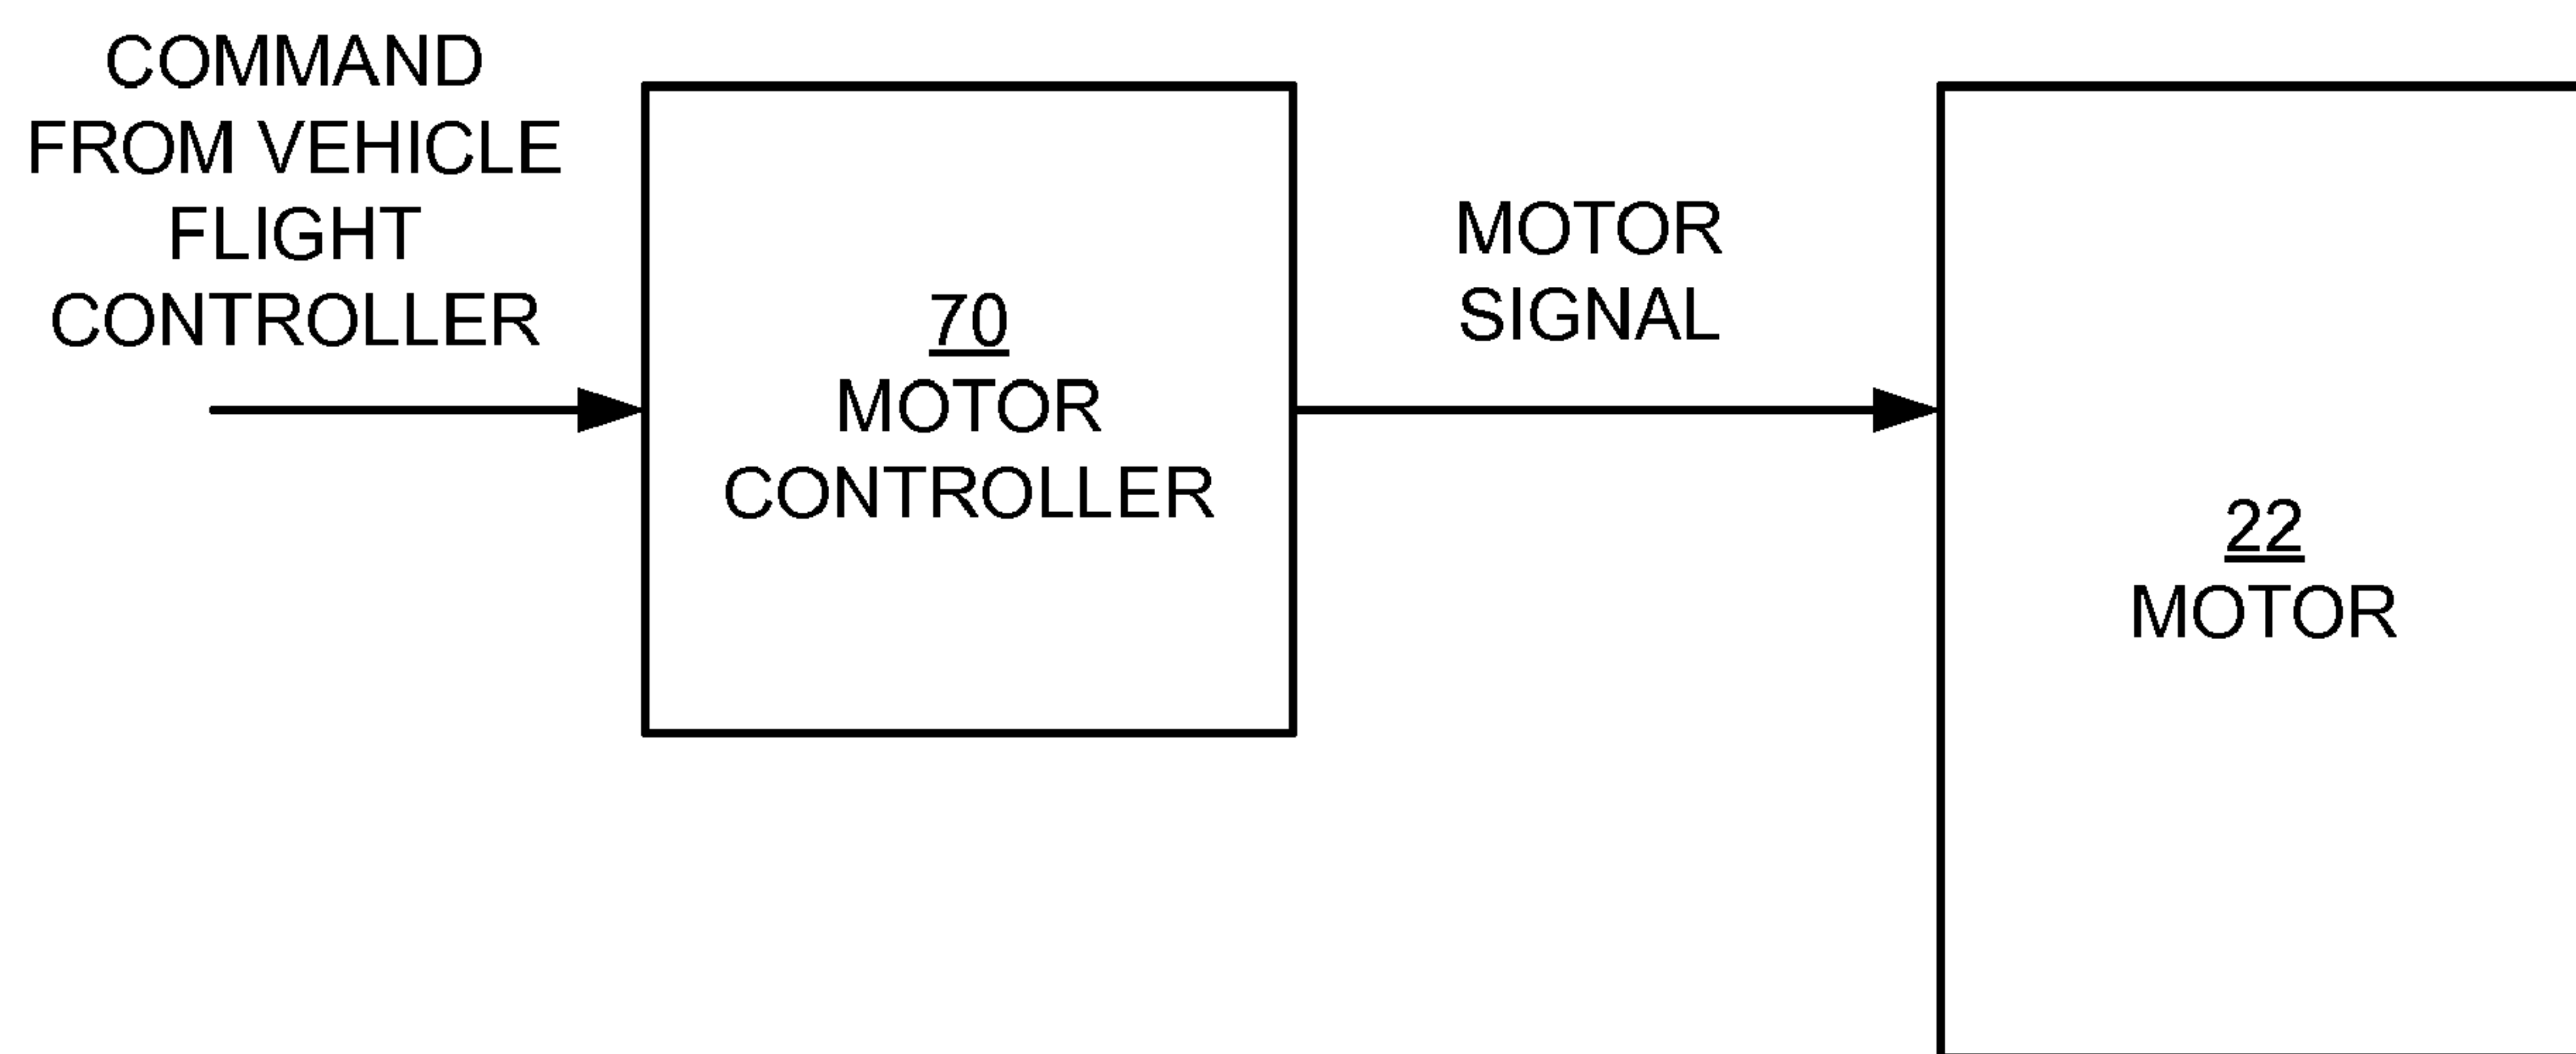 COMMAND
FROM VEHICLE
FLIGHT
CONTROLLER
70
MOTOR
CONTROLLER
MOTOR
SIGNAL
22
MOTOR